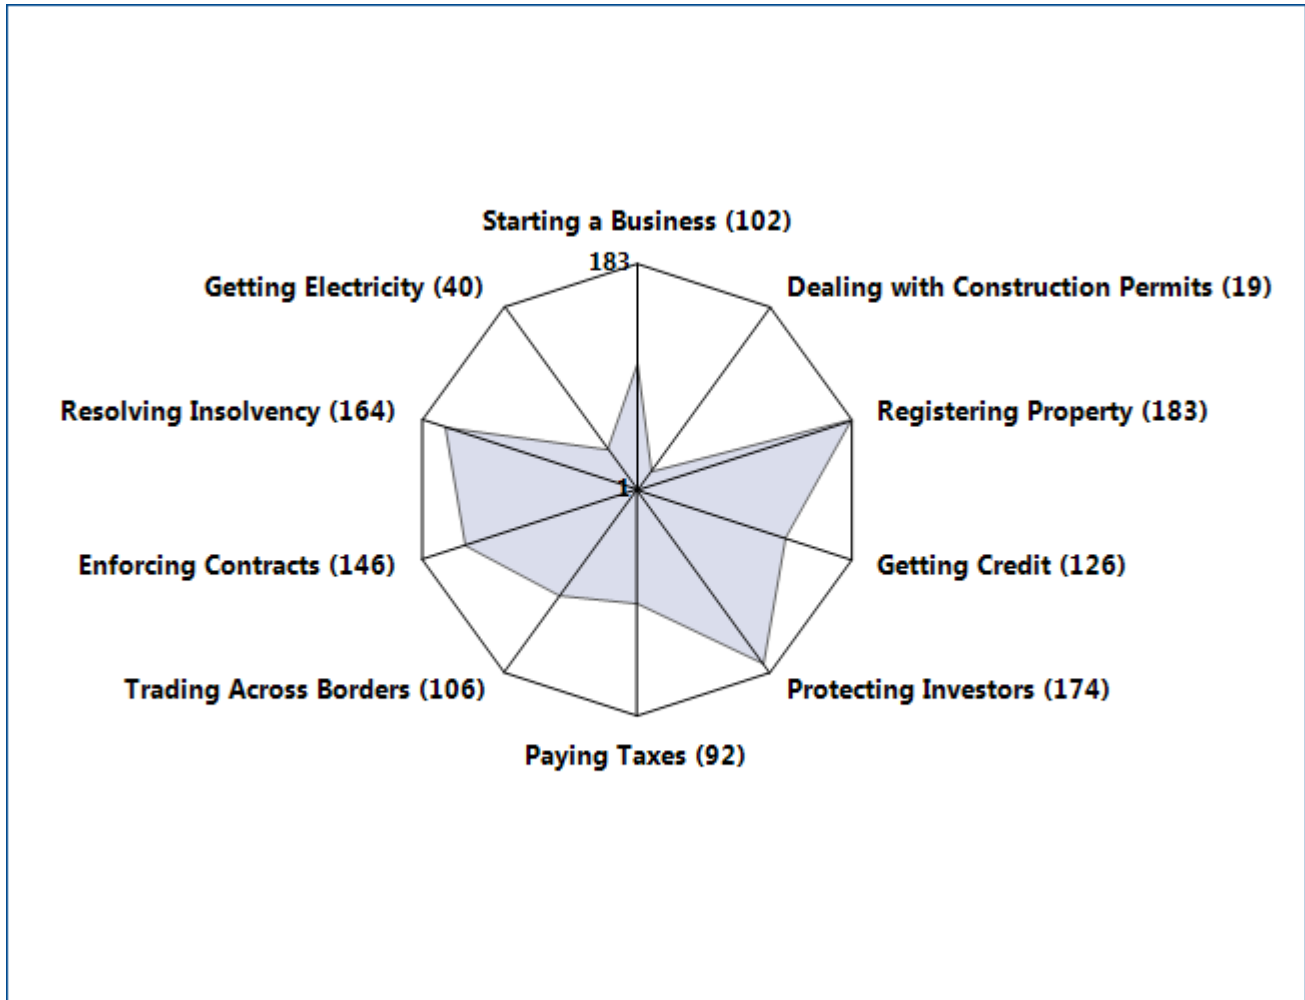 Starting a Business (102)
183
Getting Electricity (40)
Dealing with Construction Permits (19)
Resolving Insolvency (164)
Registering Property (183)
1
Enforcing Contracts (146)
Getting Credit (126)
Trading Across Borders (106)
Protecting Investors (174)
Paying Taxes (92)